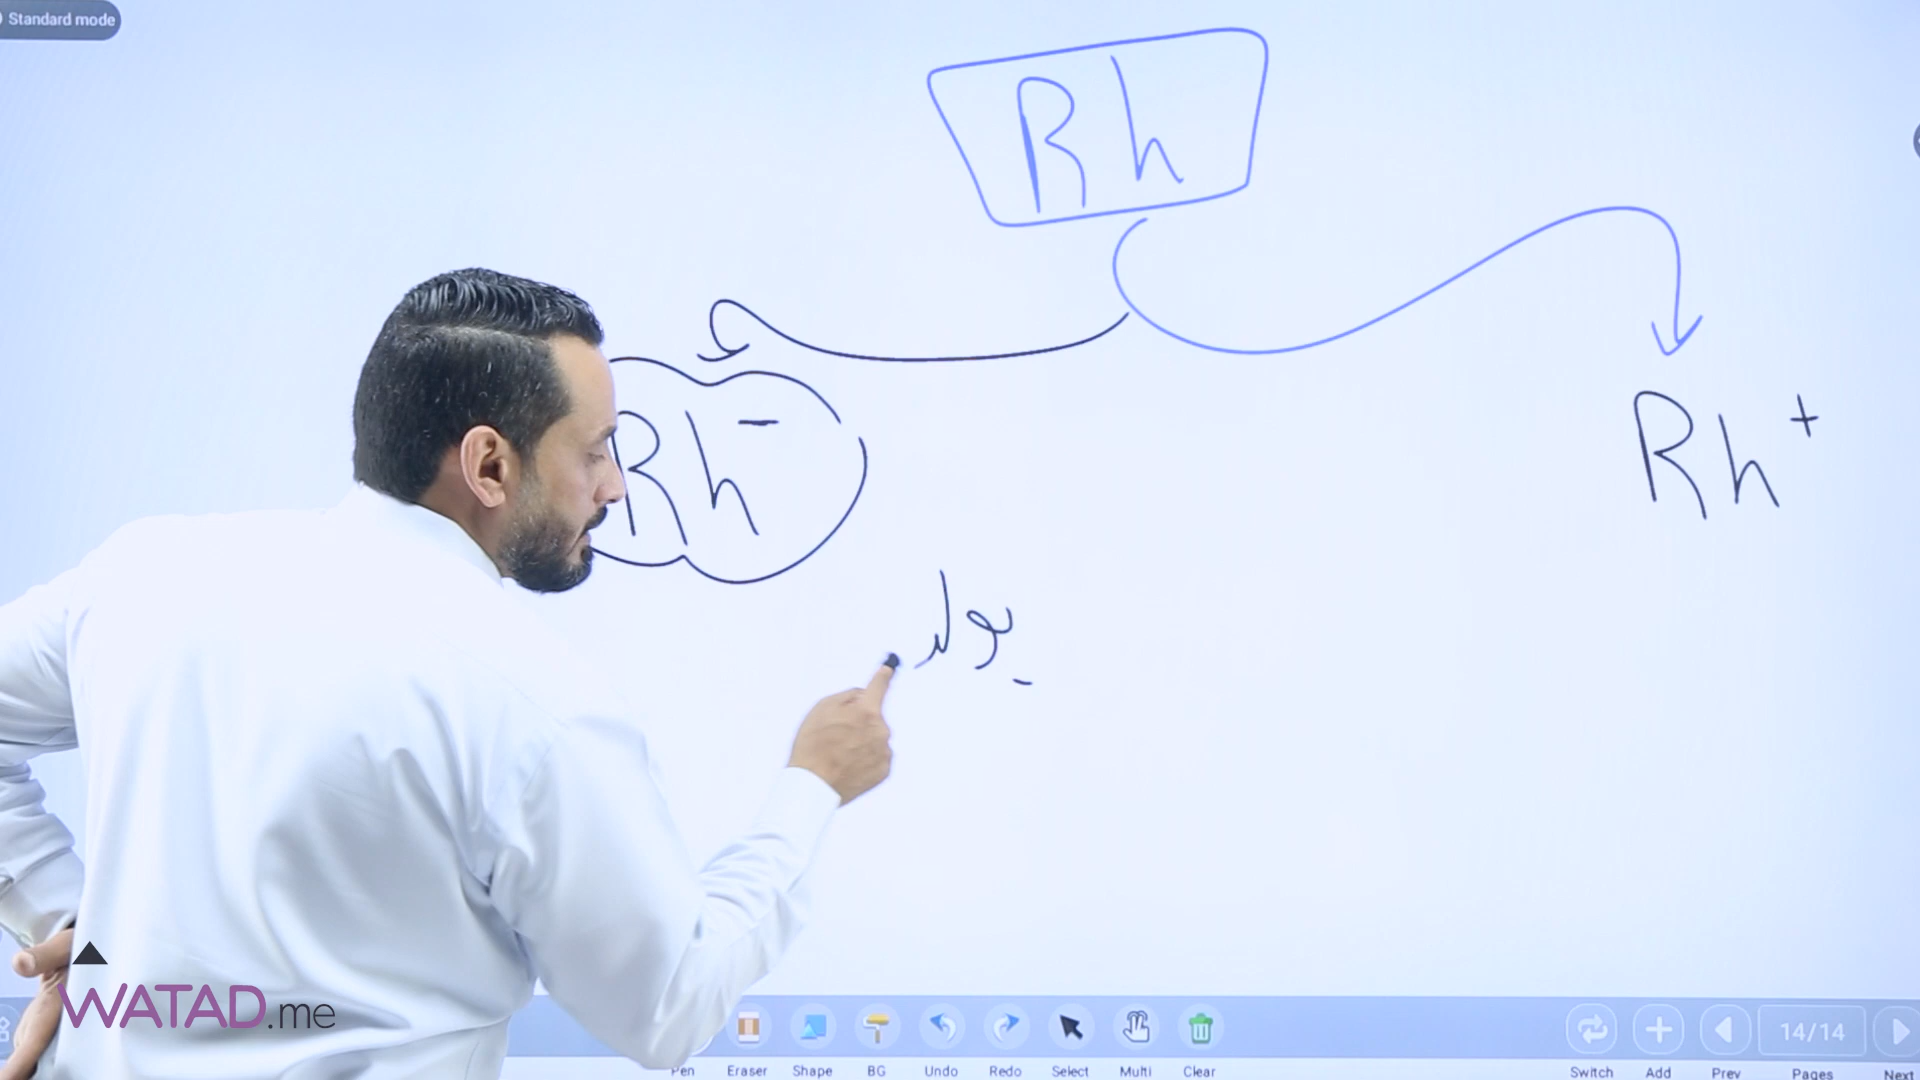 Standard mode
Rh
Rh-
Rh+
يولد
WATAD.me
Pen Eraser Shape BG Undo Redo Select Multi Clear Switch Add Prev 14/14 Pages Next